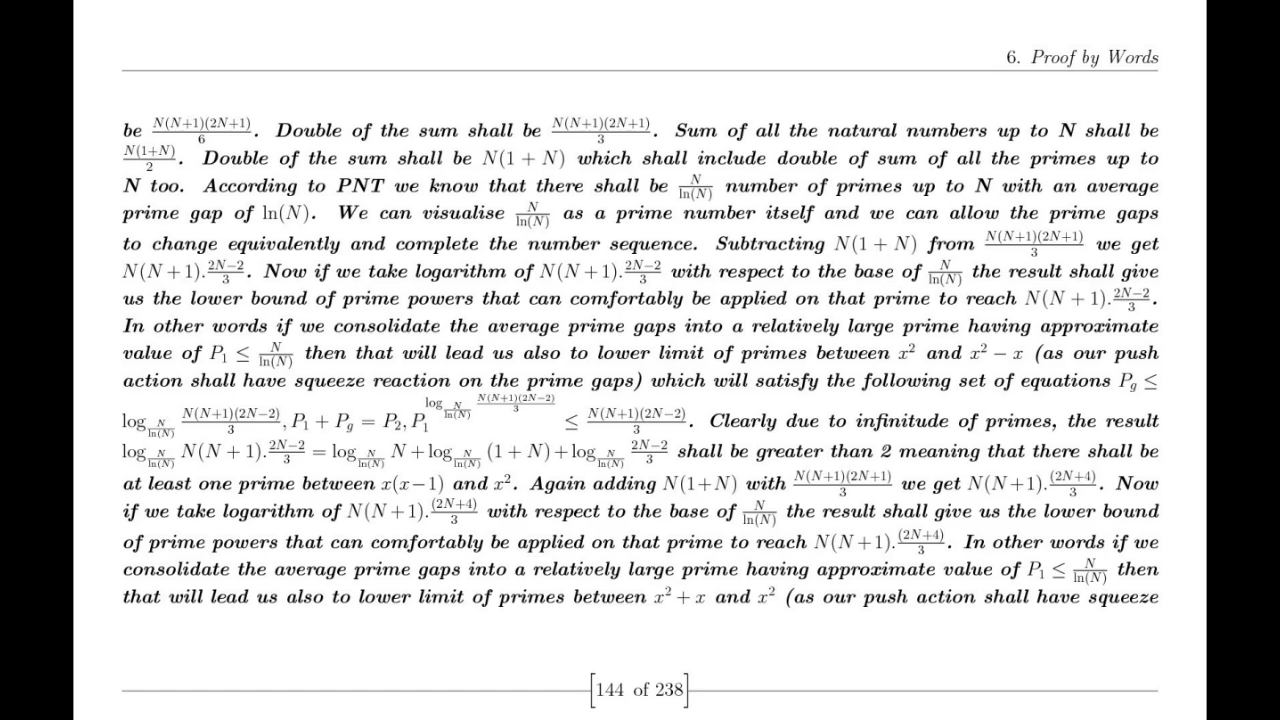 6. Proof by Words
be N(N+1)(2N+1)/6. Double of the sum shall be N(N+1)(2N+1)/3. Sum of all the natural numbers up to N shall be
N(1+N)/2. Double of the sum shall be N(1 + N) which shall include double of sum of all the primes up to
N too. According to PNT we know that there shall be N/ln(N) number of primes up to N with an average
prime gap of ln(N). We can visualise N/ln(N) as a prime number itself and we can allow the prime gaps
to change equivalently and complete the number sequence. Subtracting N(1 + N) from N(N+1)(2N+1)/3 we get
N(N + 1).2N−2/3. Now if we take logarithm of N(N + 1).2N−2/3 with respect to the base of N/ln(N) the result shall give
us the lower bound of prime powers that can comfortably be applied on that prime to reach N(N + 1).2N−2/3.
In other words if we consolidate the average prime gaps into a relatively large prime having approximate
value of P₁ ≤ N/ln(N) then that will lead us also to lower limit of primes between x² and x² − x (as our push
action shall have squeeze reaction on the prime gaps) which will satisfy the following set of equations P_g ≤
log_{N/ln(N)} N(N+1)(2N−2)/3, P₁ + P_g = P₂, P₁^{log_{N/ln(N)} N(N+1)(2N−2)/3} ≤ N(N+1)(2N−2)/3. Clearly due to infinitude of primes, the result
log_{N/ln(N)} N(N + 1).2N−2/3 = log_{N/ln(N)} N + log_{N/ln(N)} (1 + N) + log_{N/ln(N)} 2N−2/3 shall be greater than 2 meaning that there shall be
at least one prime between x(x−1) and x². Again adding N(1+N) with N(N+1)(2N+1)/3 we get N(N+1).(2N+4)/3. Now
if we take logarithm of N(N+1).(2N+4)/3 with respect to the base of N/ln(N) the result shall give us the lower bound
of prime powers that can comfortably be applied on that prime to reach N(N + 1).(2N+4)/3. In other words if we
consolidate the average prime gaps into a relatively large prime having approximate value of P₁ ≤ N/ln(N) then
that will lead us also to lower limit of primes between x² + x and x² (as our push action shall have squeeze
144 of 238